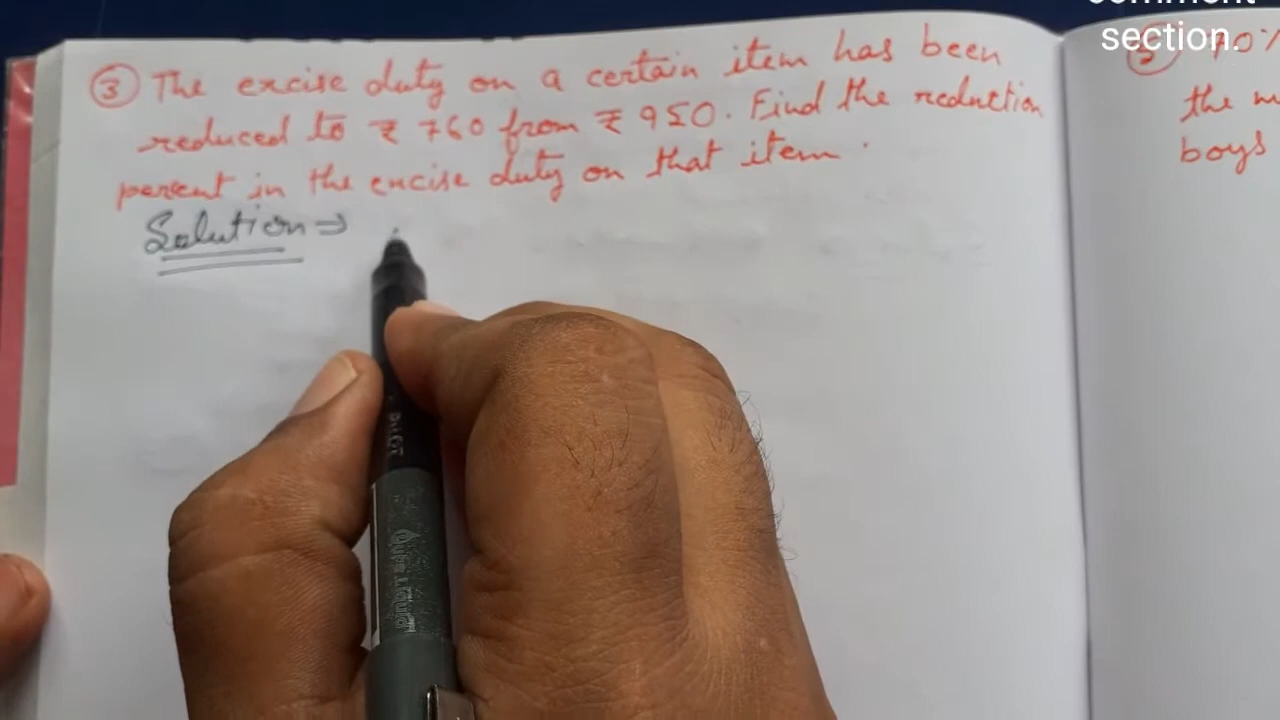 section.
③ The excise duty on a certain item has been
reduced to ₹ 760 from ₹ 950. Find the reduction
percent in the excise duty on that item.
Solution ⇒
PILOT
the
boys